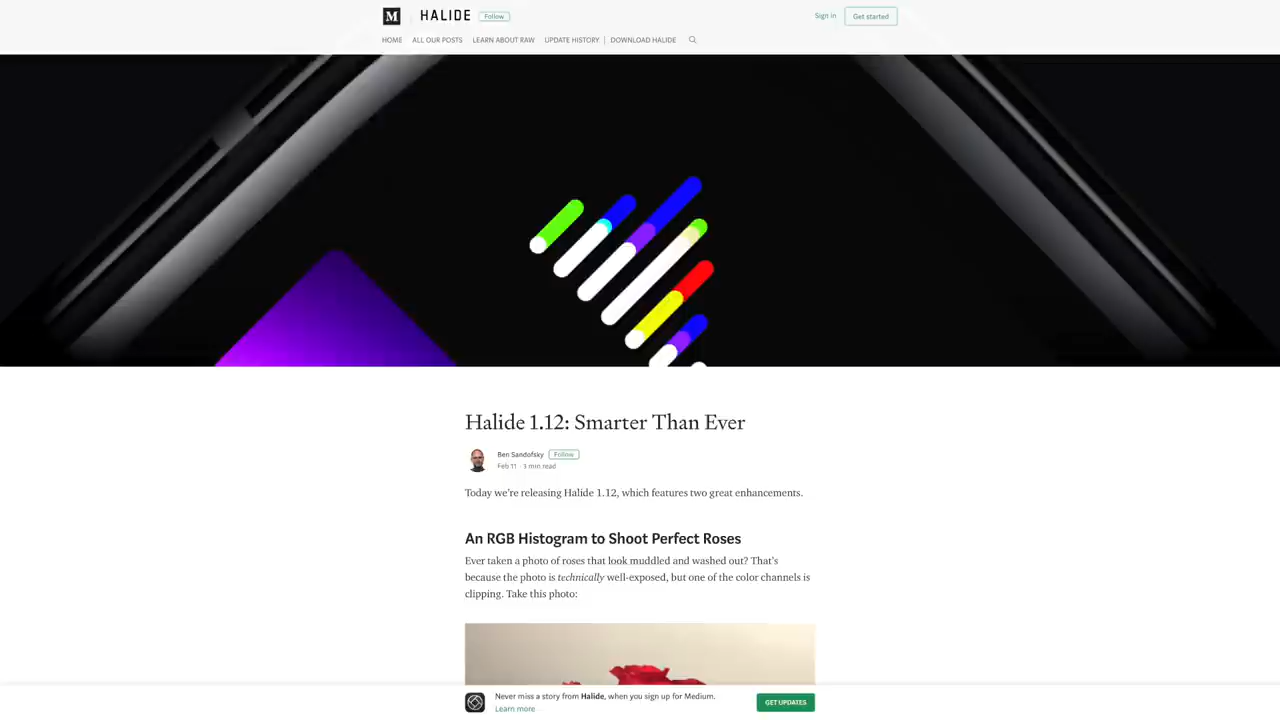 M
HALIDE Follow
Sign in Get started
HOME ALL OUR POSTS LEARN ABOUT RAW UPDATE HISTORY | DOWNLOAD HALIDE
Halide 1.12: Smarter Than Ever
Ben Sandofsky Follow
Feb 11 · 3 min read
Today we’re releasing Halide 1.12, which features two great enhancements.
An RGB Histogram to Shoot Perfect Roses
Ever taken a photo of roses that look muddled and washed out? That’s
because the photo is technically well-exposed, but one of the color channels is
clipping. Take this photo:
Never miss a story from Halide, when you sign up for Medium.
Learn more
GET UPDATES